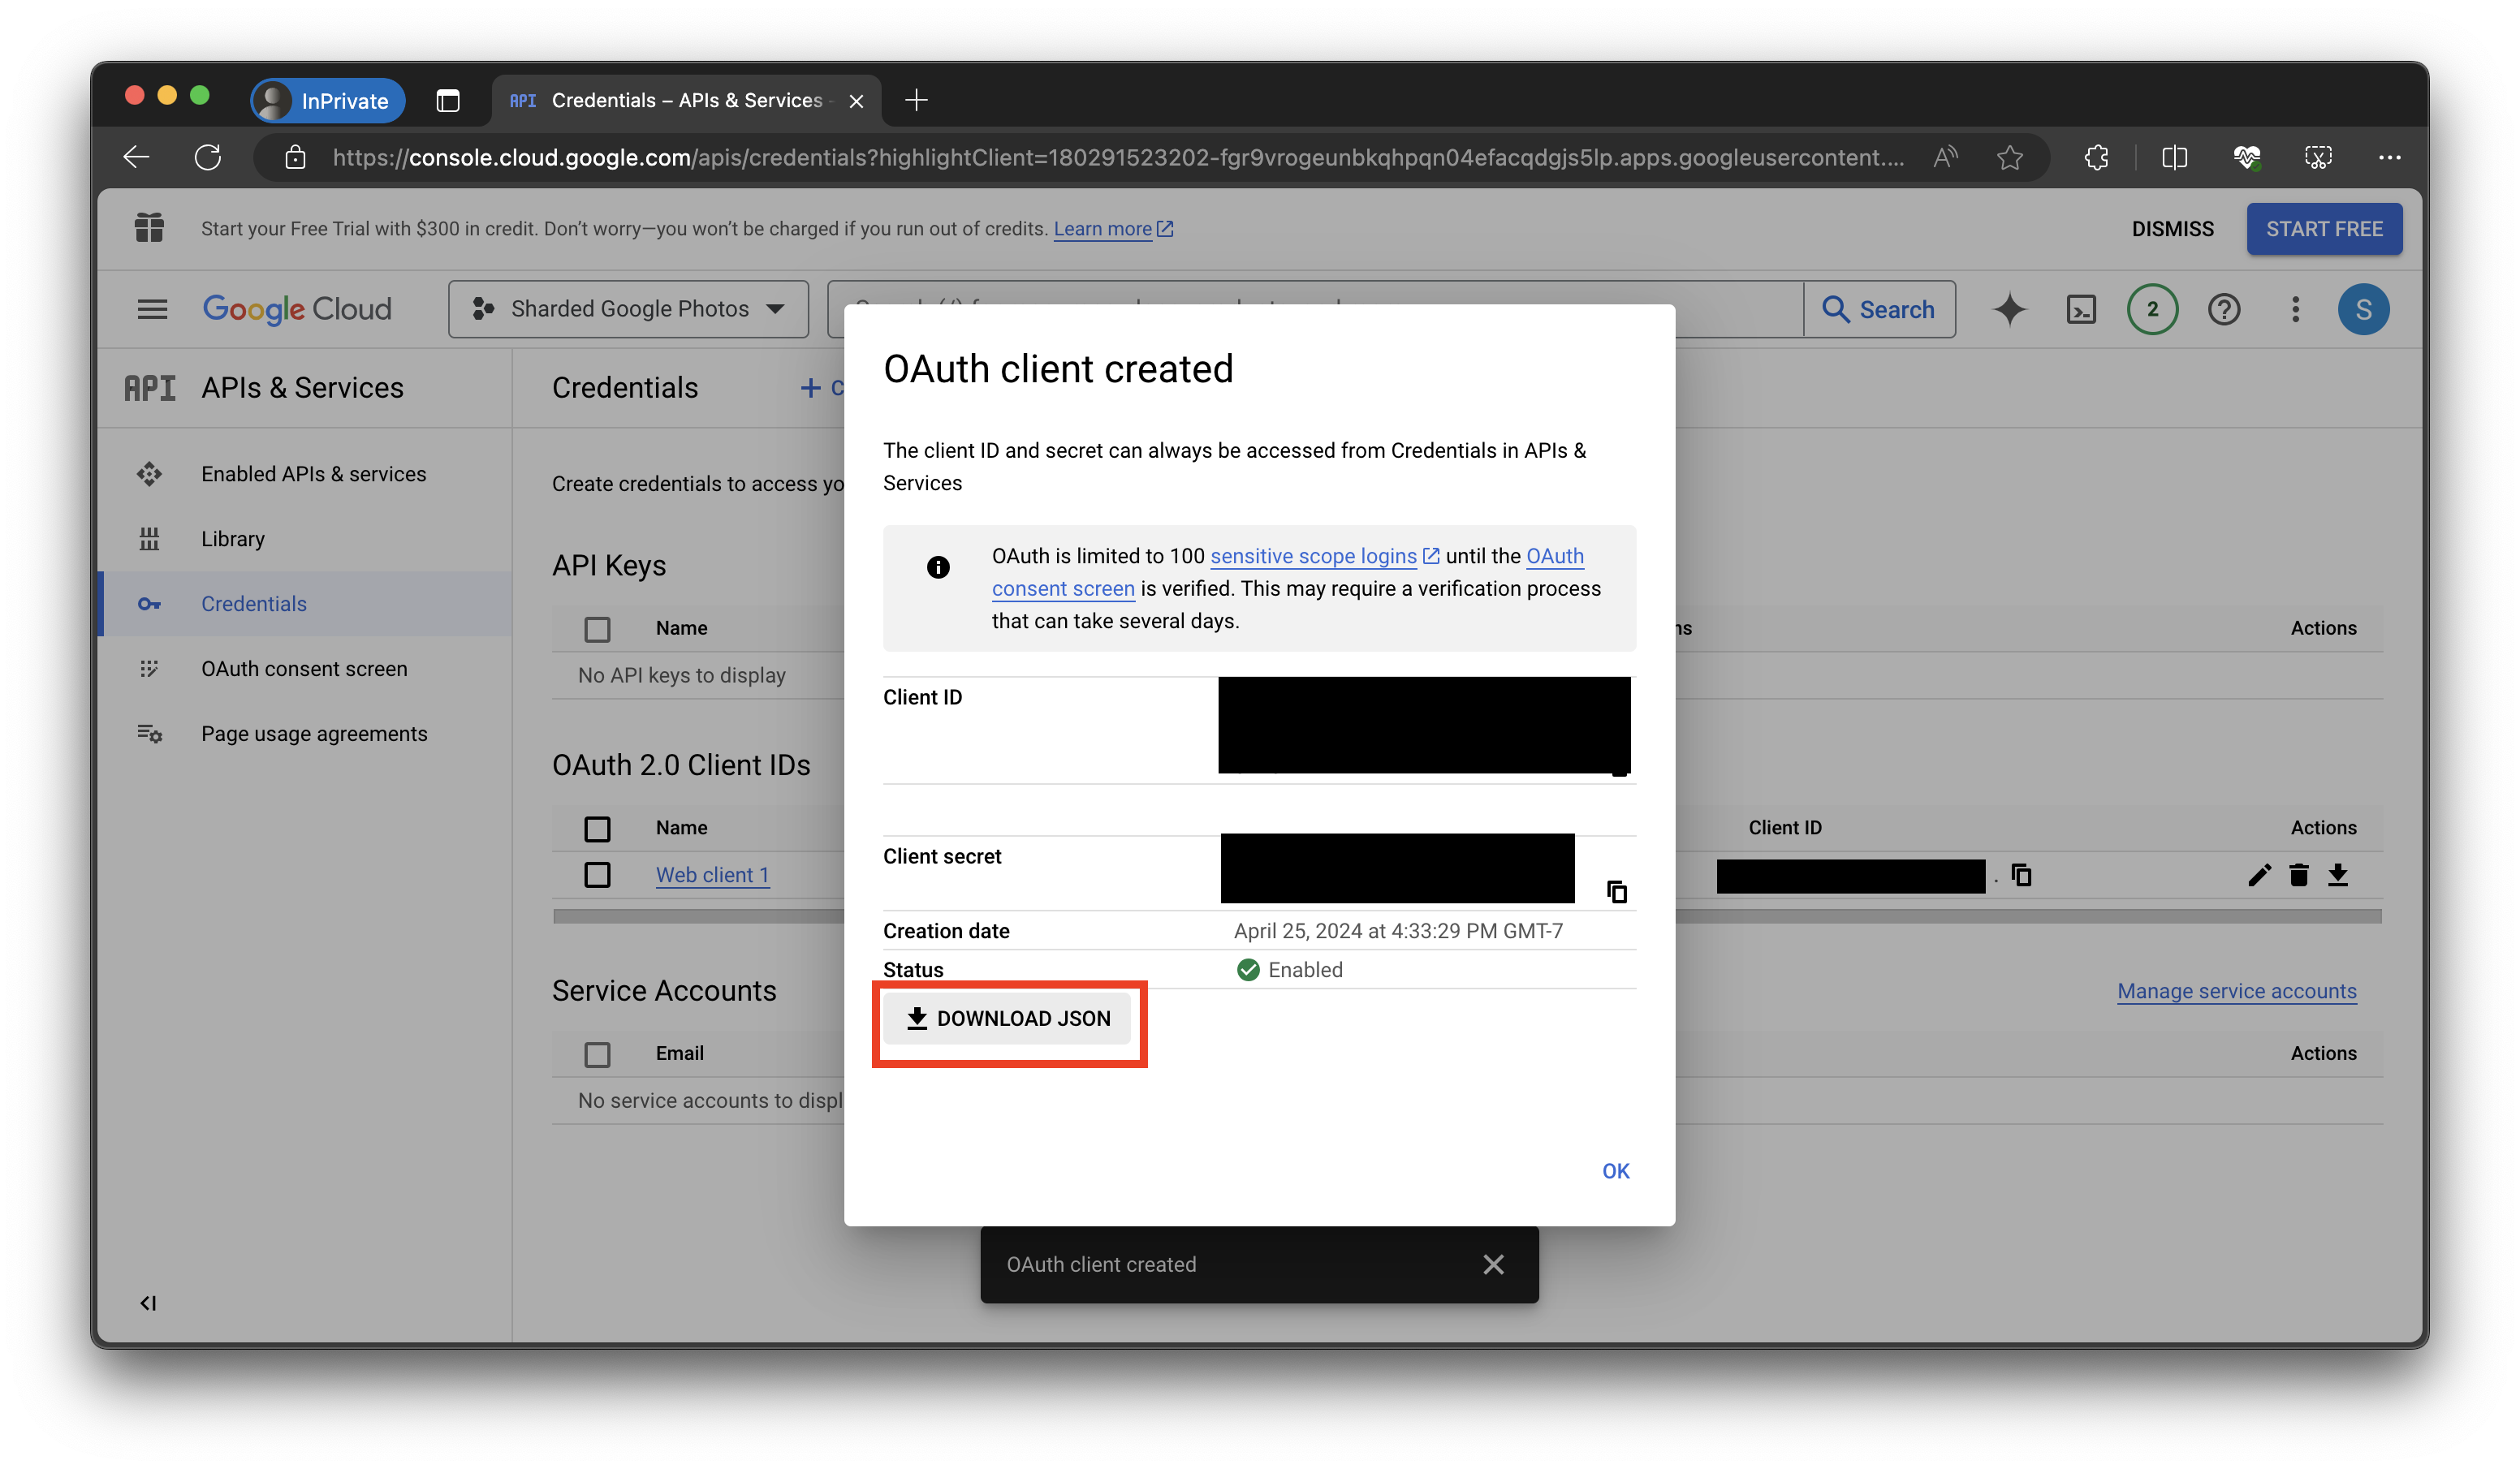 InPrivate
API Credentials – APIs & Services -
https://console.cloud.google.com/apis/credentials?highlightClient=180291523202-fgr9vrogeunbkqhpqn04efacqdgjs5lp.apps.googleusercontent....
Start your Free Trial with $300 in credit. Don’t worry—you won’t be charged if you run out of credits. Learn more
DISMISS
START FREE
Google Cloud
Sharded Google Photos
Search
2
S
API APIs & Services
Enabled APIs & services
Library
Credentials
OAuth consent screen
Page usage agreements
Credentials
+ C
Create credentials to access yo
API Keys
Name
ns
Actions
No API keys to display
OAuth 2.0 Client IDs
Name
Client ID
Actions
Web client 1
Service Accounts
Manage service accounts
Email
Actions
No service accounts to displ
OAuth client created
The client ID and secret can always be accessed from Credentials in APIs &
Services
OAuth is limited to 100 sensitive scope logins until the OAuth
consent screen is verified. This may require a verification process
that can take several days.
Client ID
Client secret
Creation date
April 25, 2024 at 4:33:29 PM GMT-7
Status
Enabled
DOWNLOAD JSON
OK
OAuth client created